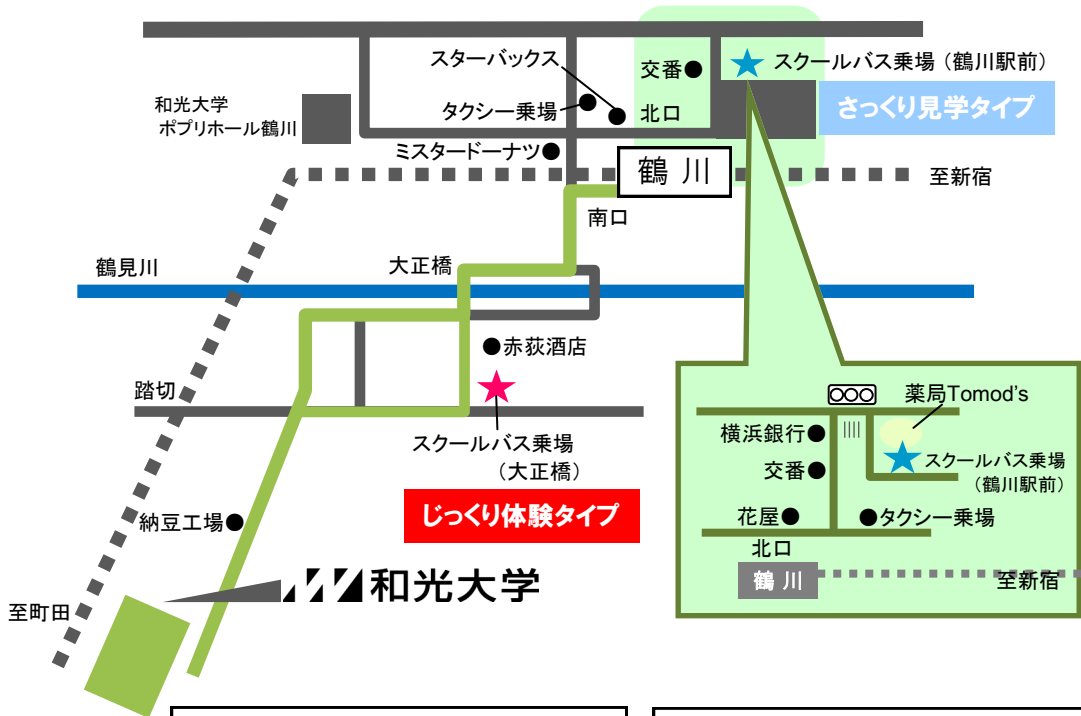 スターバックス
交番
スクールバス乗場（鶴川駅前）
和光大学
ポプリホール鶴川
タクシー乗場
北口
さっくり見学タイプ
ミスタードーナツ
鶴川
至新宿
南口
鶴見川
大正橋
赤荻酒店
踏切
スクールバス乗場
（大正橋）
じっくり体験タイプ
納豆工場
和光大学
至町田
薬局Tomod's
横浜銀行
交番
スクールバス乗場
（鶴川駅前）
花屋
タクシー乗場
北口
鶴川
至新宿